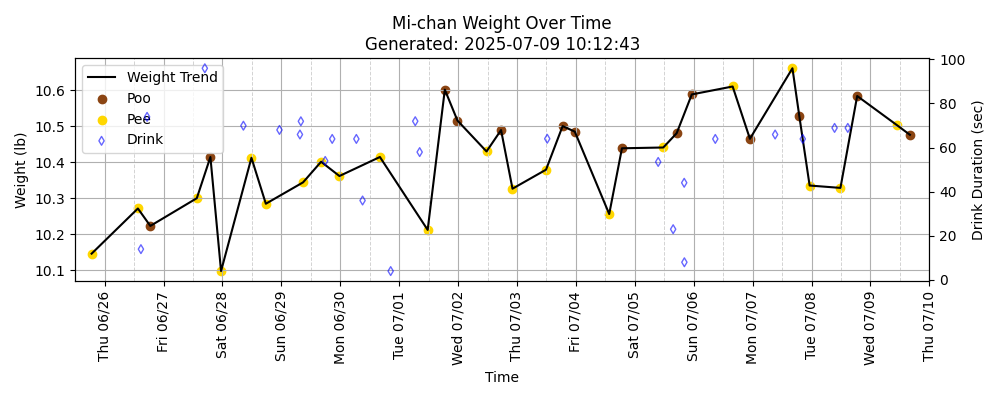 Mi-chan Weight Over Time
Generated: 2025-07-09 10:12:43
Weight Trend
Poo
Pee
Drink
Weight (lb)
10.6
10.5
10.4
10.3
10.2
10.1
100
80
60
40
20
0
Drink Duration (sec)
Thu 06/26
Fri 06/27
Sat 06/28
Sun 06/29
Mon 06/30
Tue 07/01
Wed 07/02
Thu 07/03
Fri 07/04
Sat 07/05
Sun 07/06
Mon 07/07
Tue 07/08
Wed 07/09
Thu 07/10
Time